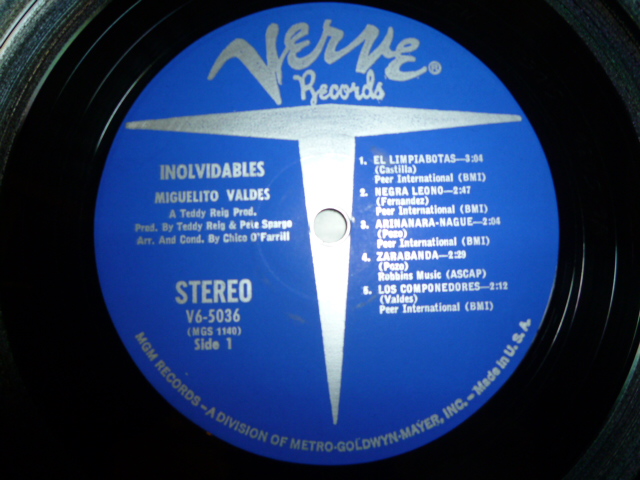 Verve®
Records
INOLVIDABLES
MIGUELITO VALDES
A Teddy Reig Prod.
Prod. By Teddy Reig & Pete Spargo
Arr. And Cond. By Chico O'Farrill
STEREO
V6-5036
(MGS 1140)
Side 1
1. EL LIMPIABOTAS—3:04
(Castilla)
Peer International (BMI)
2. NEGRA LEONO—2:47
(Fernandez)
Peer International (BMI)
3. ARINANARA-NAGUE—2:04
(Pozo)
Peer International (BMI)
4. ZARABANDA—2:29
(Pozo)
Robbins Music (ASCAP)
5. LOS COMPONEDORES—2:12
(Valdes)
Peer International (BMI)
MGM RECORDS—A DIVISION OF METRO-GOLDWYN-MAYER, INC.—Made in U.S.A.